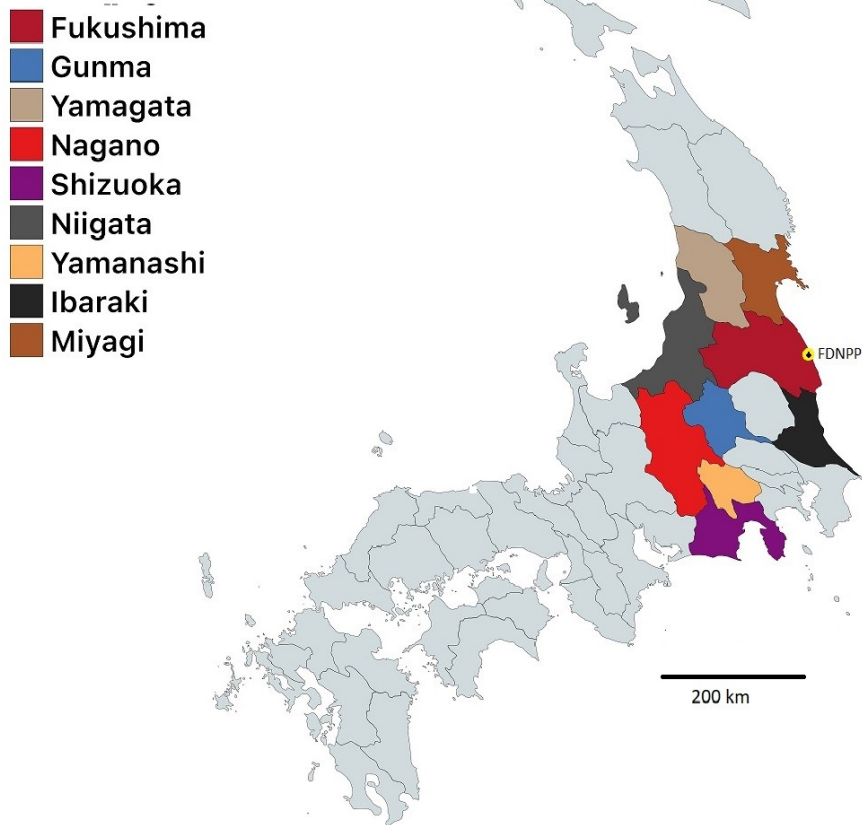 Fukushima
Gunma
Yamagata
Nagano
Shizuoka
Niigata
Yamanashi
Ibaraki
Miyagi
FDNPP
200 km